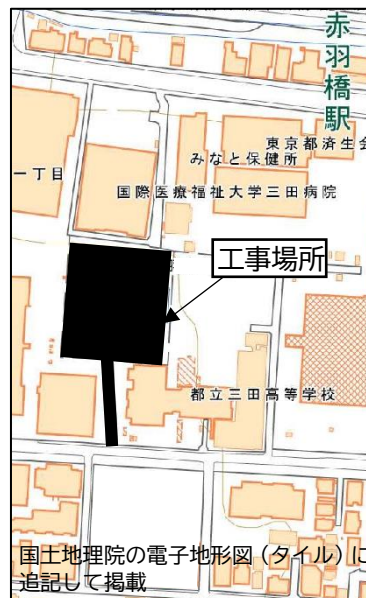 赤羽橋駅
東京都済生会
みなと保健所
一丁目
国際医療福祉大学三田病院
工事場所
都立三田高等学校
国土地理院の電子地形図（タイル）に
追記して掲載